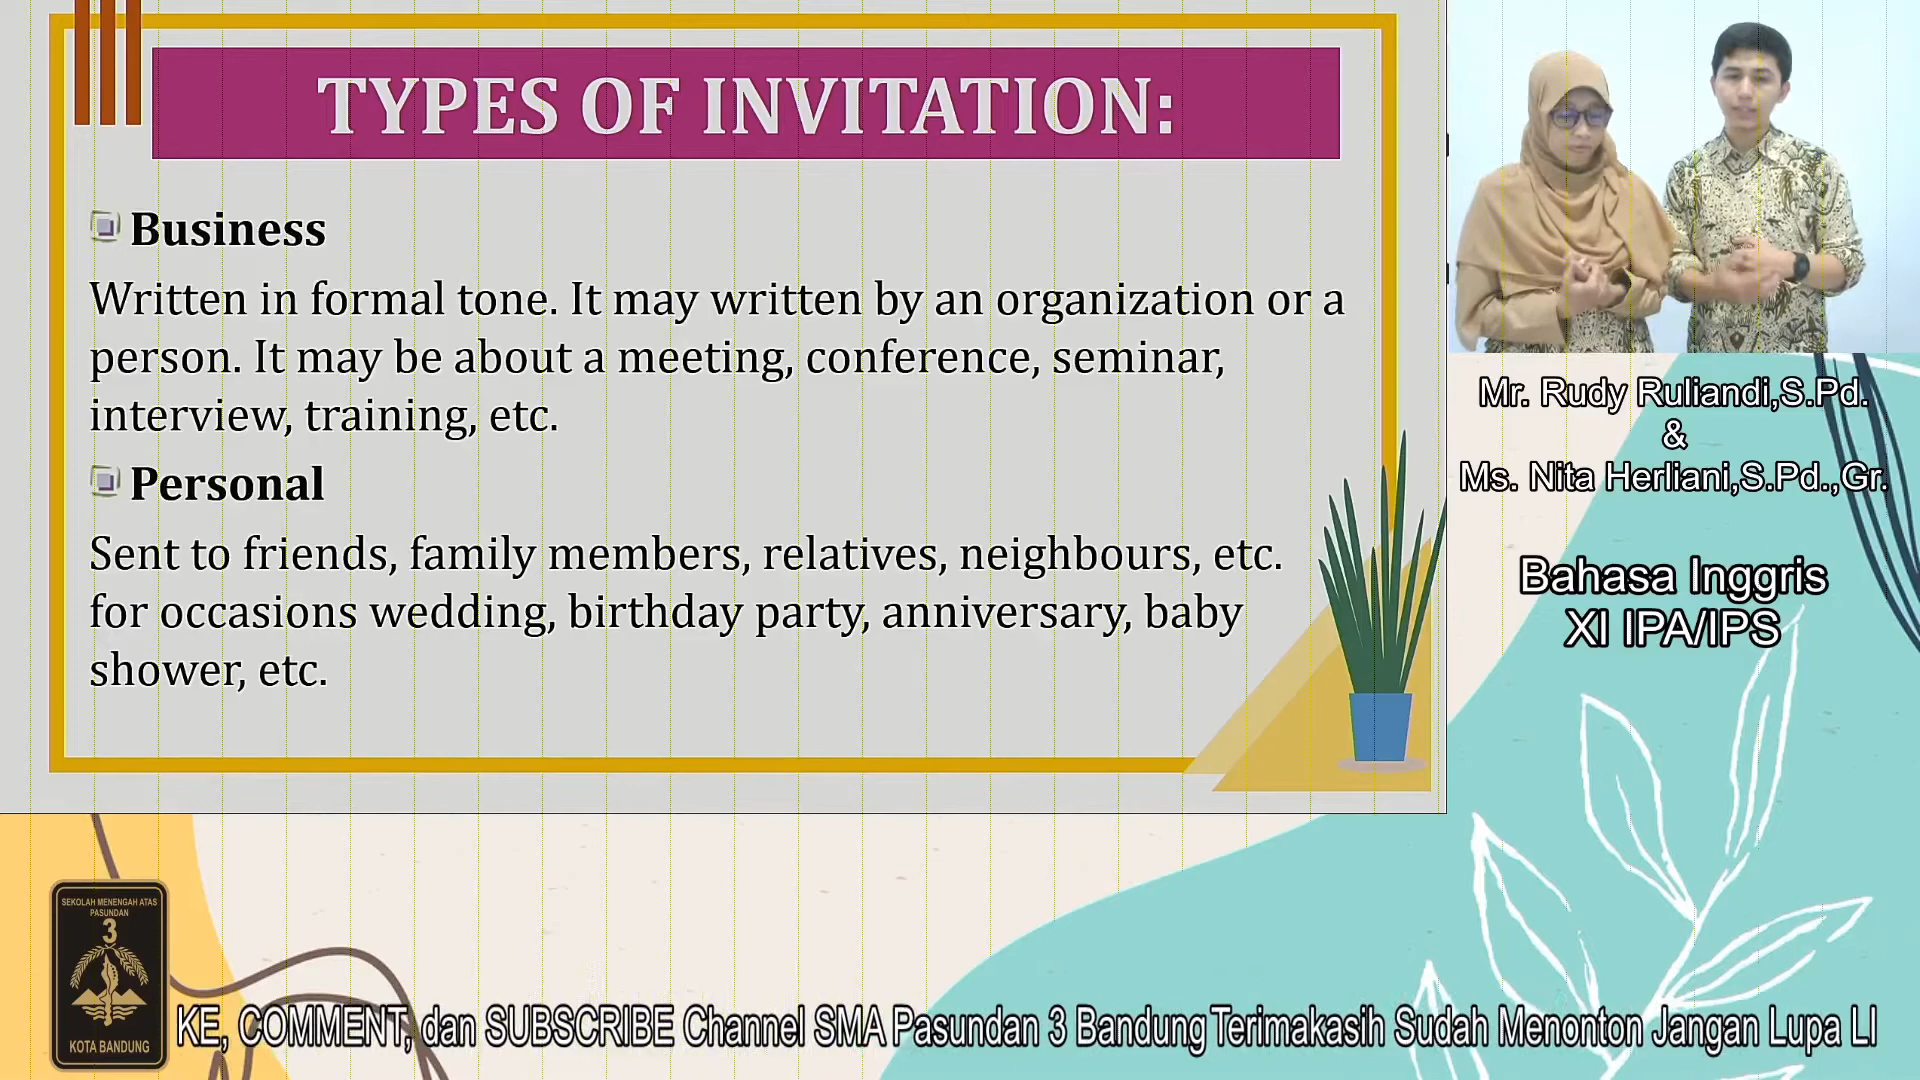 TYPES OF INVITATION:
Business
Written in formal tone. It may written by an organization or a
person. It may be about a meeting, conference, seminar,
interview, training, etc.
Personal
Sent to friends, family members, relatives, neighbours, etc.
for occasions wedding, birthday party, anniversary, baby
shower, etc.
Mr. Rudy Ruliandi,S.Pd.
&
Ms. Nita Herliani,S.Pd.,Gr.
Bahasa Inggris
XI IPA/IPS
SEKOLAH MENENGAH ATAS
PASUNDAN
3
KOTA BANDUNG
KE, COMMENT, dan SUBSCRIBE Channel SMA Pasundan 3 Bandung Terimakasih Sudah Menonton Jangan Lupa LI